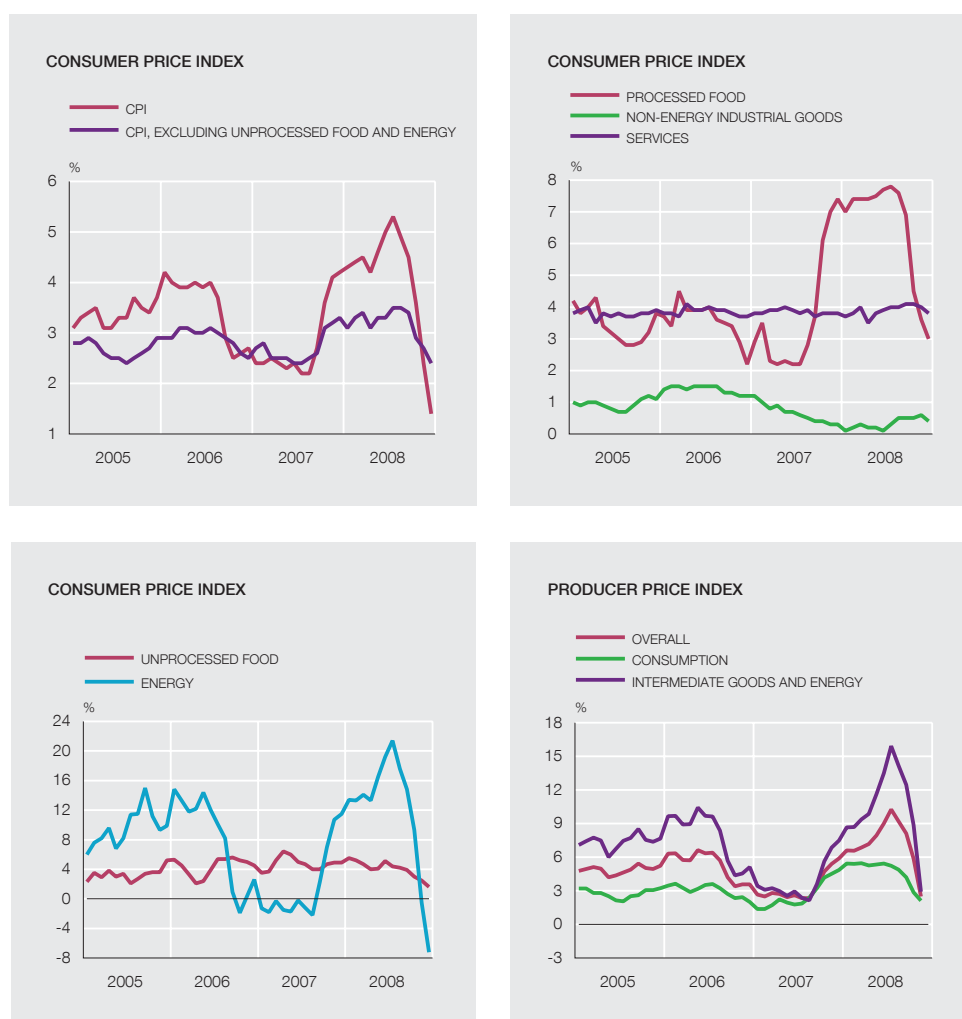 CONSUMER PRICE INDEX
CPI
CPI, EXCLUDING UNPROCESSED FOOD AND ENERGY
%
6
5
4
3
2
1
2005 2006 2007 2008
CONSUMER PRICE INDEX
PROCESSED FOOD
NON-ENERGY INDUSTRIAL GOODS
SERVICES
%
8
7
6
5
4
3
2
1
0
2005 2006 2007 2008
CONSUMER PRICE INDEX
UNPROCESSED FOOD
ENERGY
%
24
20
16
12
8
4
0
-4
-8
2005 2006 2007 2008
PRODUCER PRICE INDEX
OVERALL
CONSUMPTION
INTERMEDIATE GOODS AND ENERGY
%
18
15
12
9
6
3
0
-3
2005 2006 2007 2008